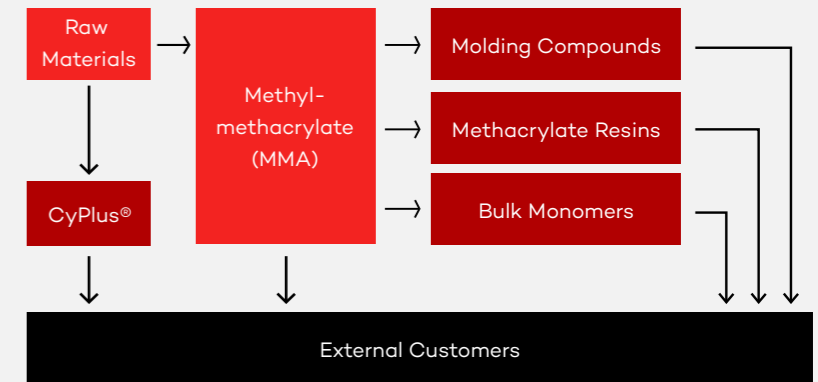 Raw
Materials
Methyl-
methacrylate
(MMA)
Molding Compounds
Methacrylate Resins
Bulk Monomers
CyPlus®
External Customers